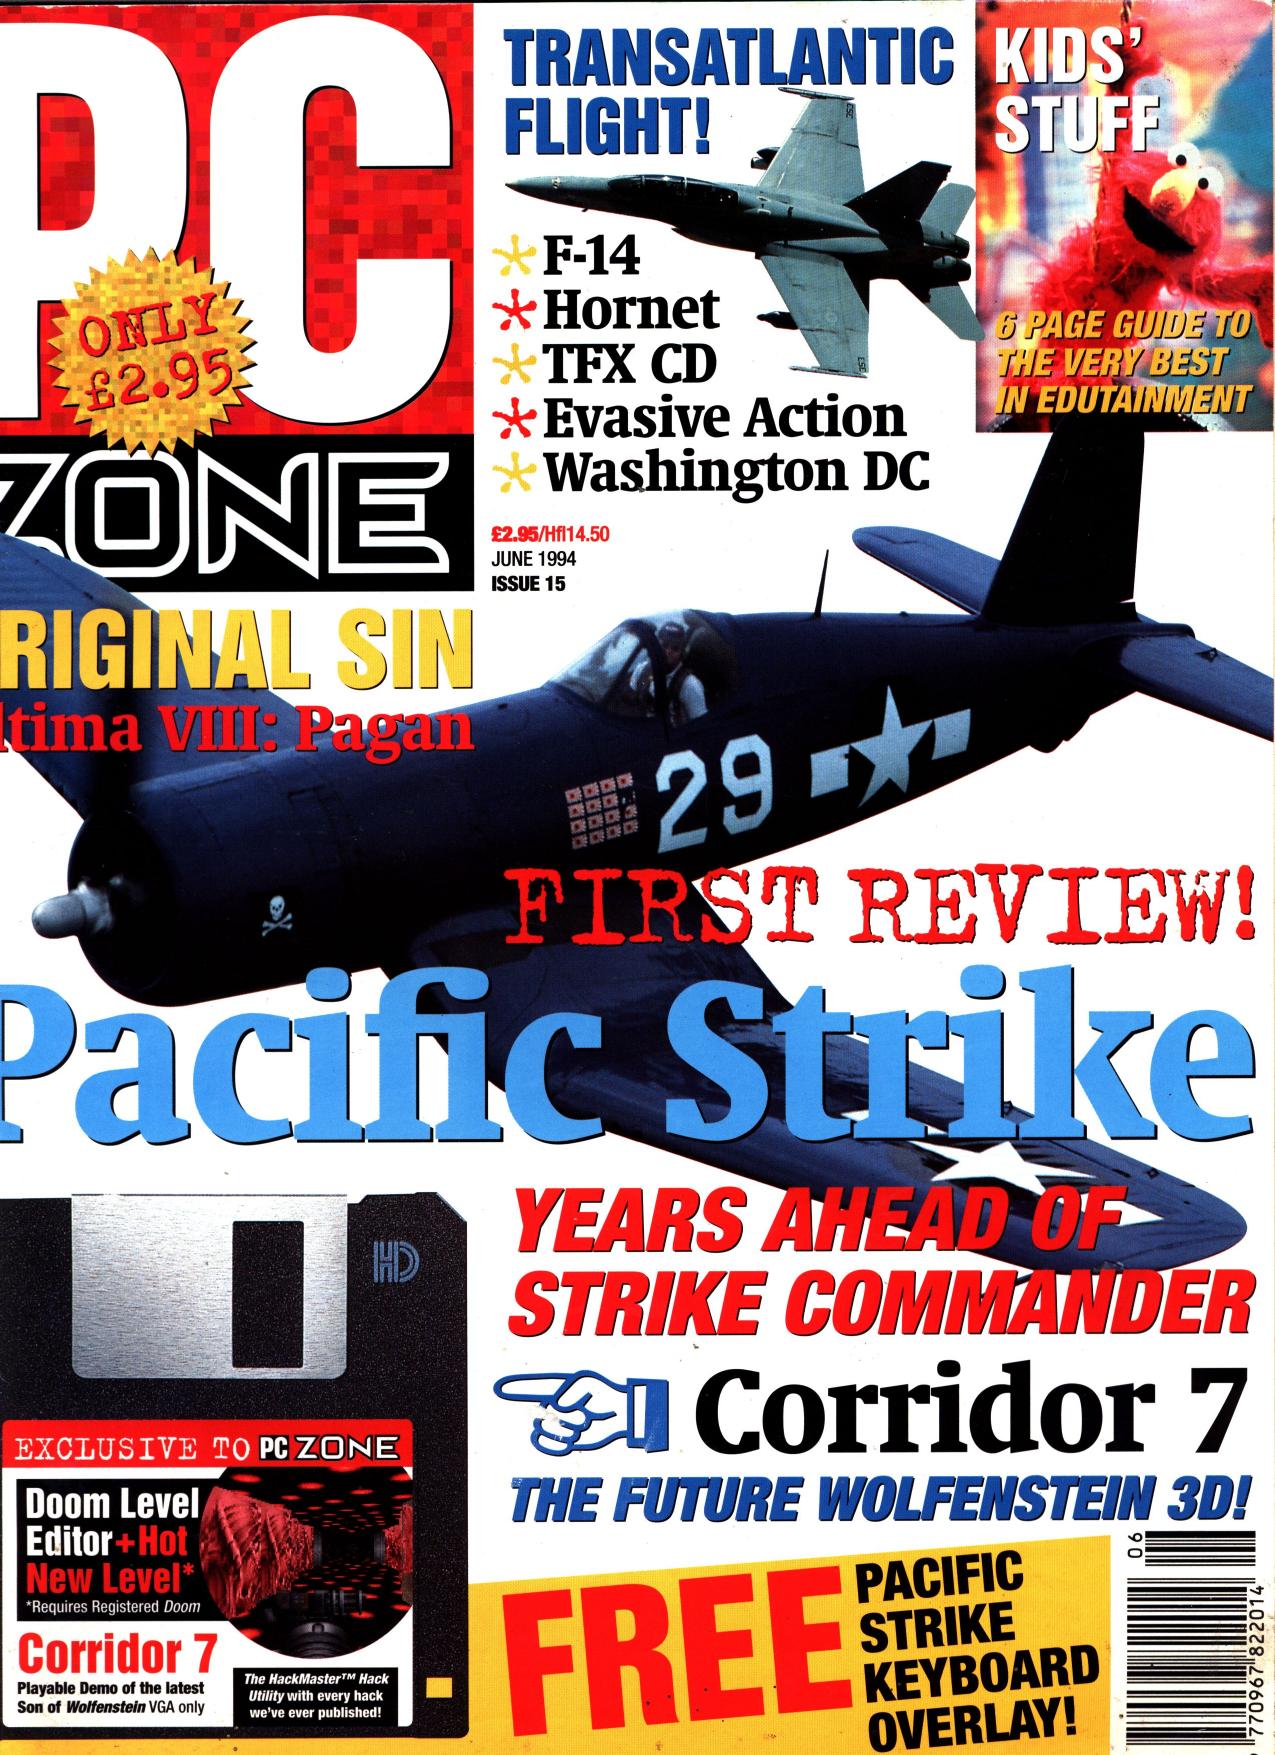 PC
ZONE
ONLY
£2.95
TRANSATLANTIC
FLIGHT!
F-14
Hornet
TFX CD
Evasive Action
Washington DC
KIDS'
STUFF
6 PAGE GUIDE TO
THE VERY BEST
IN EDUTAINMENT
£2.95/Hfl14.50
JUNE 1994
ISSUE 15
RIGINAL SIN
ltima VIII: Pagan
29
FIRST REVIEW!
Pacific Strike
YEARS AHEAD OF
STRIKE COMMANDER
Corridor 7
THE FUTURE WOLFENSTEIN 3D!
HD
EXCLUSIVE TO PC ZONE
Doom Level
Editor+Hot
New Level*
*Requires Registered Doom
Corridor 7
Playable Demo of the latest
Son of Wolfenstein VGA only
The HackMaster™ Hack
Utility with every hack
we've ever published!
FREE
PACIFIC
STRIKE
KEYBOARD
OVERLAY!
06
770967 822014